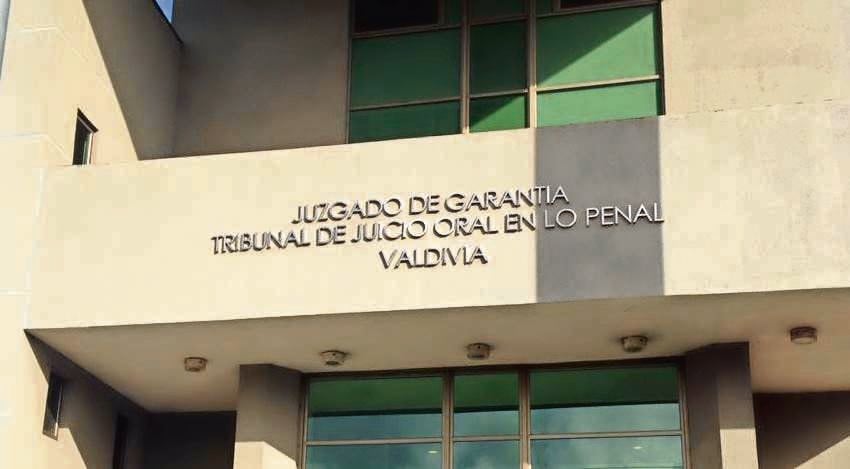 JUZGADO DE GARANTIA
TRIBUNAL DE JUICIO ORAL EN LO PENAL
VALDIVIA